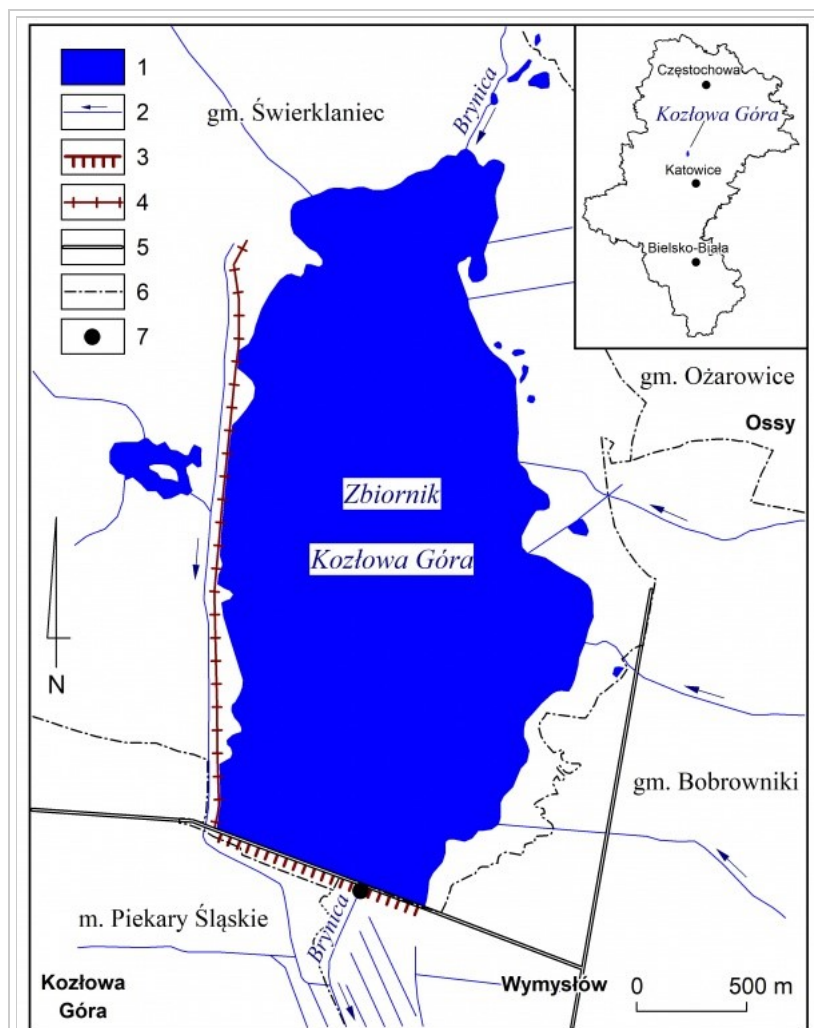 1
2
3
4
5
6
7
gm. Świerklaniec
Brynica
Częstochowa
Kozłowa Góra
Katowice
Bielsko-Biała
gm. Ożarowice
Ossy
Zbiornik
Kozłowa Góra
N
gm. Bobrowniki
m. Piekary Śląskie
Brynica
Kozłowa
Góra
Wymysłów
0 500 m